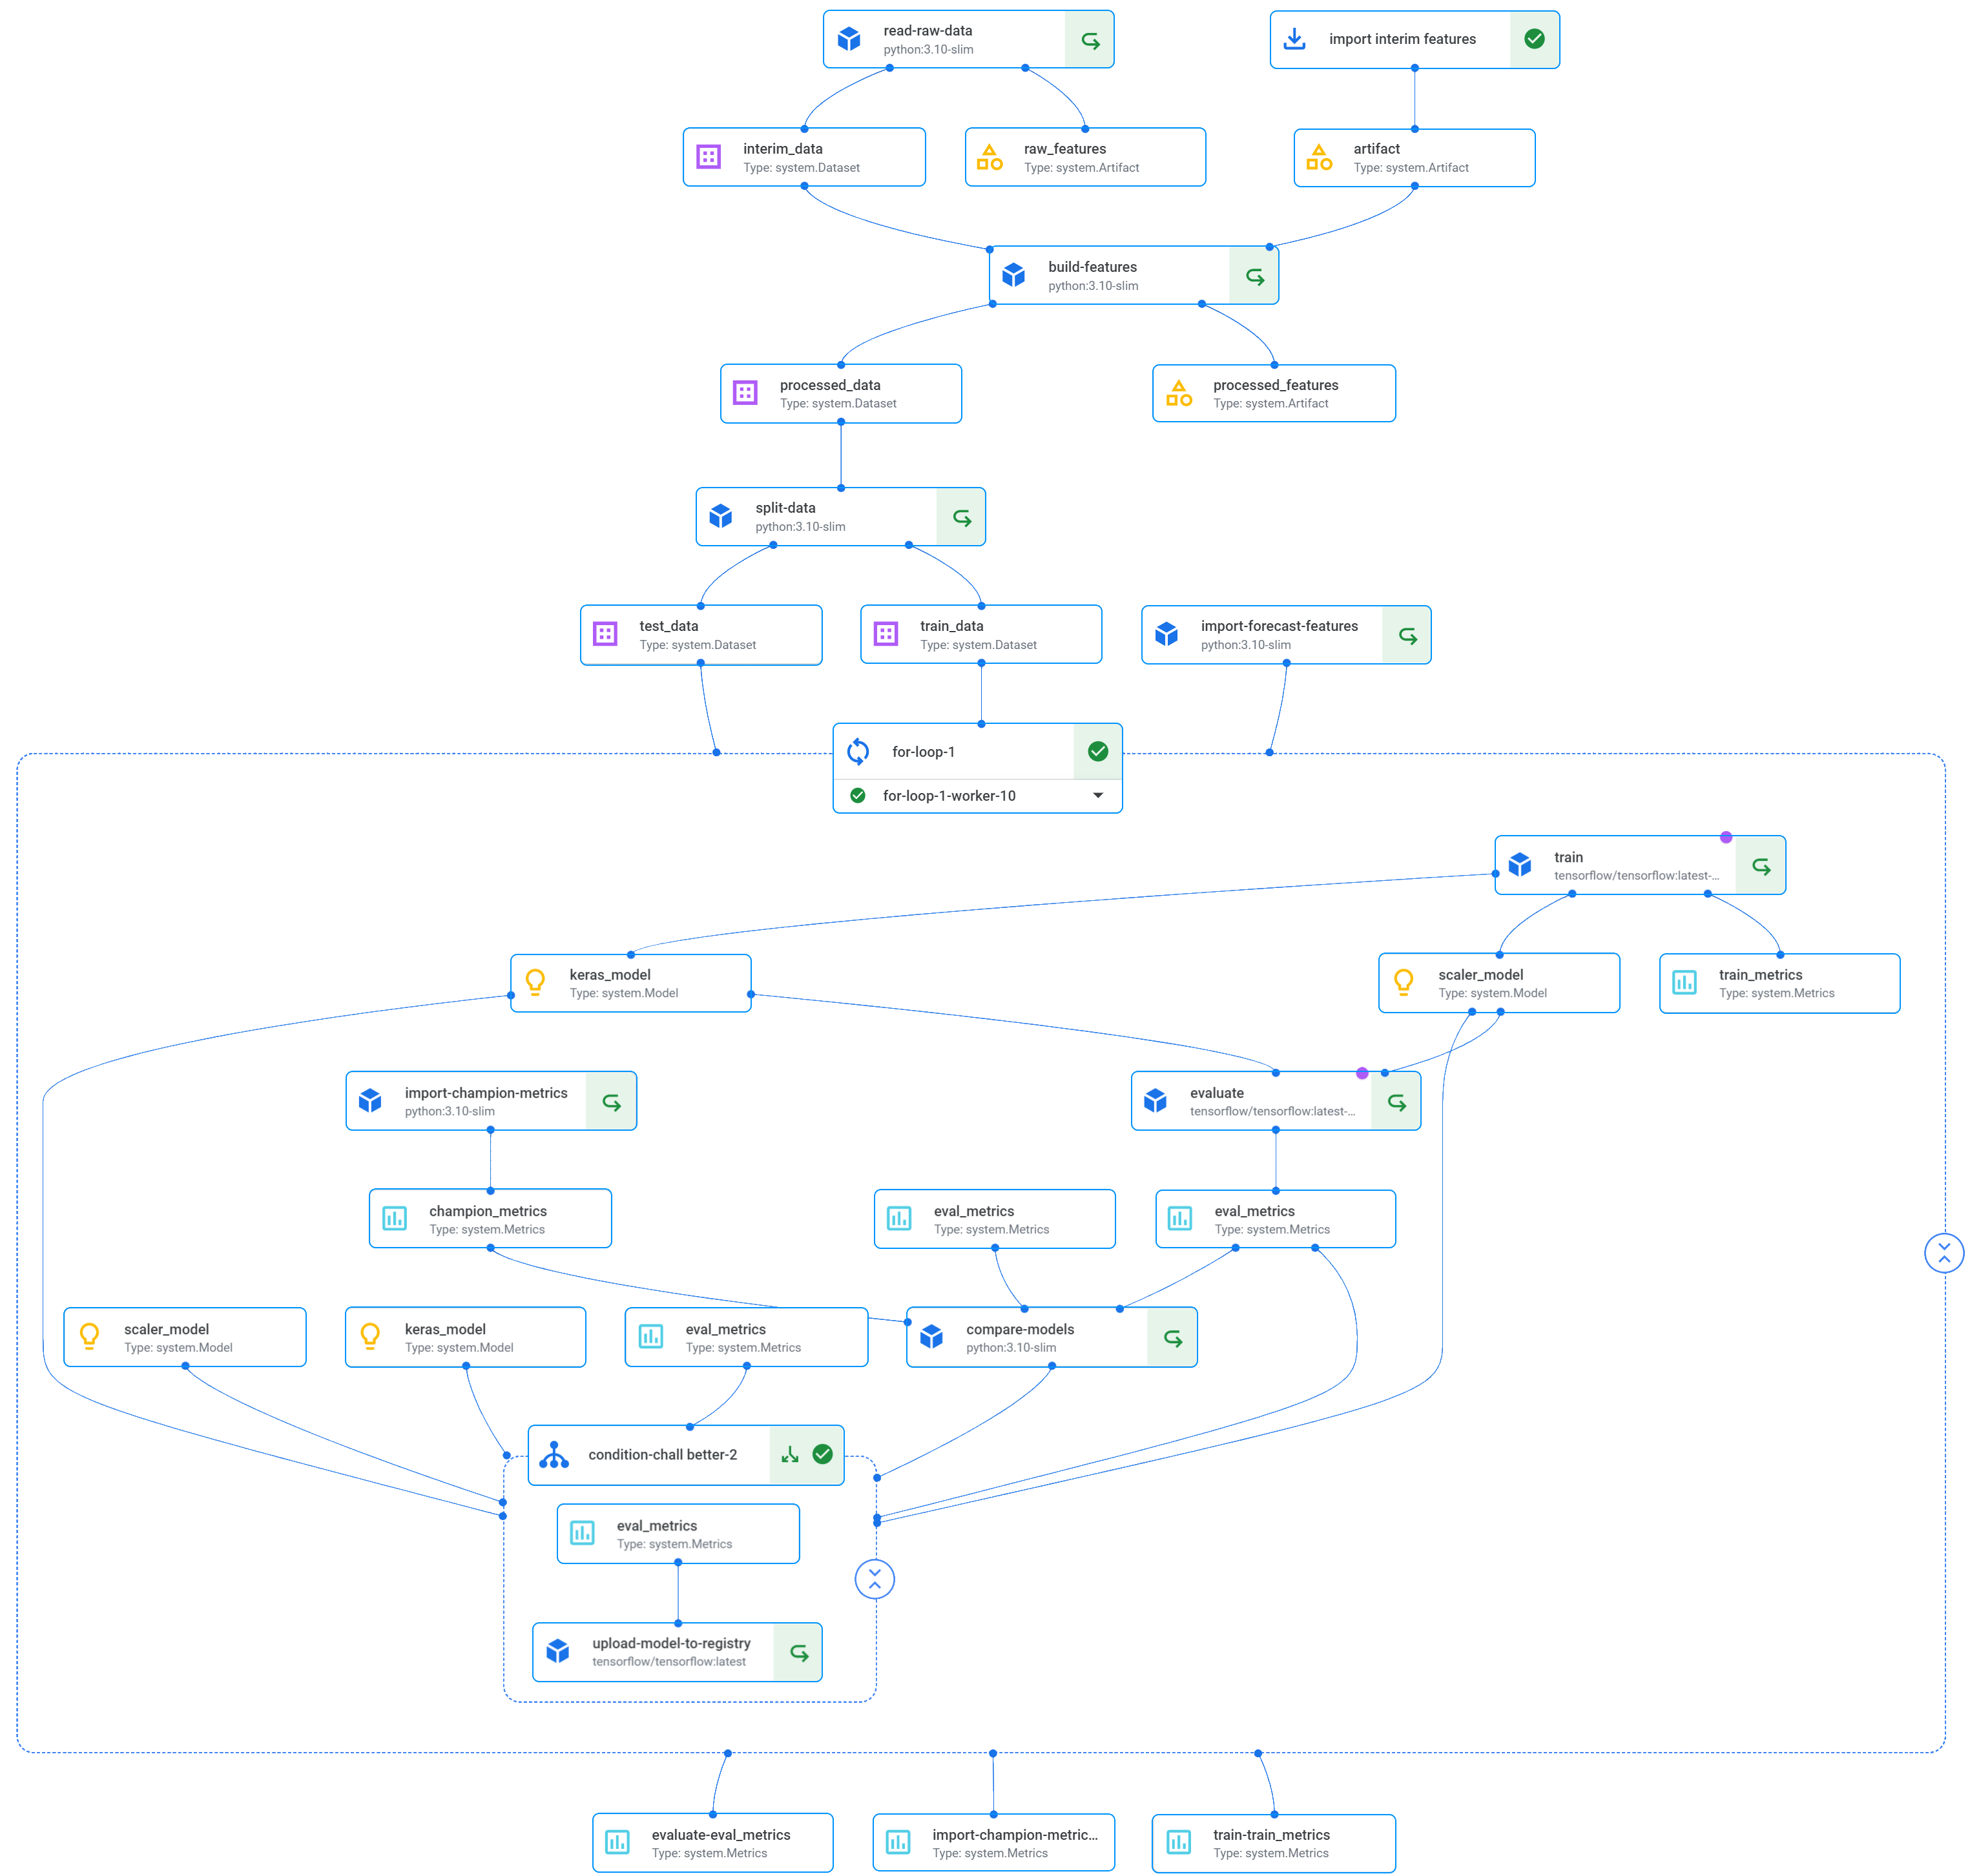 read-raw-data
python:3.10-slim
import interim features
interim_data
Type: system.Dataset
raw_features
Type: system.Artifact
artifact
Type: system.Artifact
build-features
python:3.10-slim
processed_data
Type: system.Dataset
processed_features
Type: system.Artifact
split-data
python:3.10-slim
test_data
Type: system.Dataset
train_data
Type: system.Dataset
import-forecast-features
python:3.10-slim
for-loop-1
for-loop-1-worker-10
train
tensorflow/tensorflow:latest-...
keras_model
Type: system.Model
scaler_model
Type: system.Model
train_metrics
Type: system.Metrics
import-champion-metrics
python:3.10-slim
evaluate
tensorflow/tensorflow:latest-...
champion_metrics
Type: system.Metrics
eval_metrics
Type: system.Metrics
eval_metrics
Type: system.Metrics
scaler_model
Type: system.Model
keras_model
Type: system.Model
eval_metrics
Type: system.Metrics
compare-models
python:3.10-slim
condition-chall better-2
eval_metrics
Type: system.Metrics
upload-model-to-registry
tensorflow/tensorflow:latest
evaluate-eval_metrics
Type: system.Metrics
import-champion-metric...
Type: system.Metrics
train-train_metrics
Type: system.Metrics